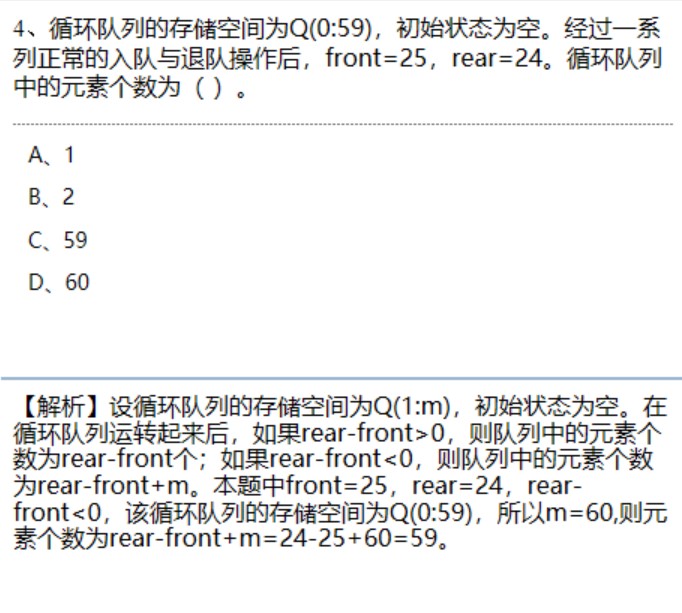 4、循环队列的存储空间为Q(0:59)，初始状态为空。经过一系
列正常的入队与退队操作后，front=25，rear=24。循环队列
中的元素个数为（ ）。
A、1
B、2
C、59
D、60
【解析】设循环队列的存储空间为Q(1:m)，初始状态为空。在
循环队列运转起来后，如果rear-front>0，则队列中的元素个
数为rear-front个；如果rear-front<0，则队列中的元素个数
为rear-front+m。本题中front=25，rear=24，rear-
front<0，该循环队列的存储空间为Q(0:59)，所以m=60,则元
素个数为rear-front+m=24-25+60=59。